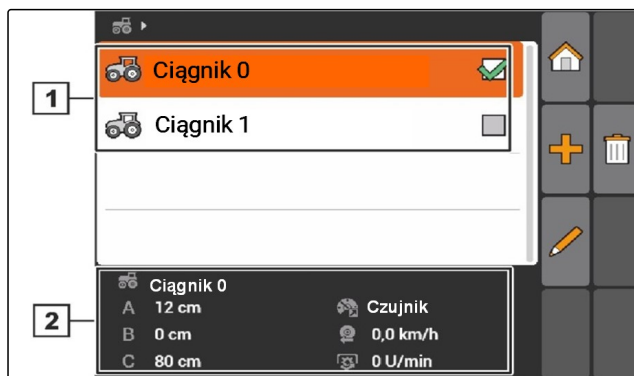 Ciągnik 0
1
Ciągnik 1
Ciągnik 0
A 12 cm Czujnik
2
B 0 cm 0,0 km/h
C 80 cm 0 U/min